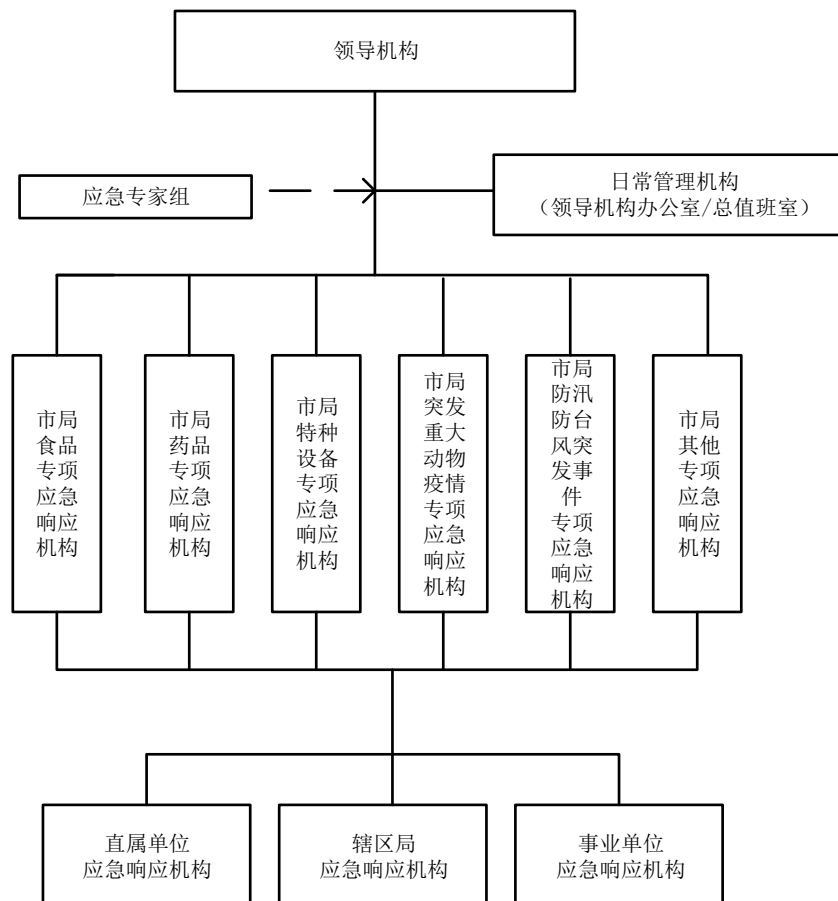 领导机构
应急专家组
日常管理机构
（领导机构办公室/总值班室）
市局
食品
专项
应急
响应
机构
市局
药品
专项
应急
响应
机构
市局
特种
设备
专项
应急
响应
机构
市局
突发
重大
动物
疫情
专项
应急
响应
机构
市局
防汛
防台
风突
发事
件
专项
应急
响应
机构
市局
其他
专项
应急
响应
机构
直属单位
应急响应机构
辖区局
应急响应机构
事业单位
应急响应机构